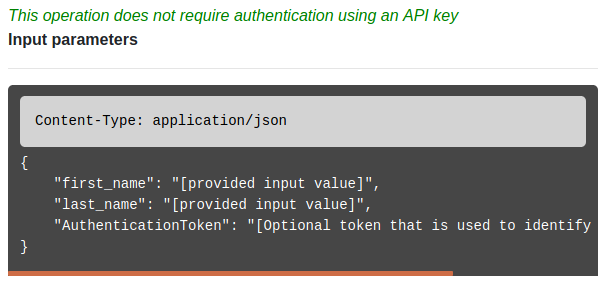 This operation does not require authentication using an API key
Input parameters
Content-Type: application/json
{
"first_name": "[provided input value]",
"last_name": "[provided input value]",
"AuthenticationToken": "[Optional token that is used to identify
}